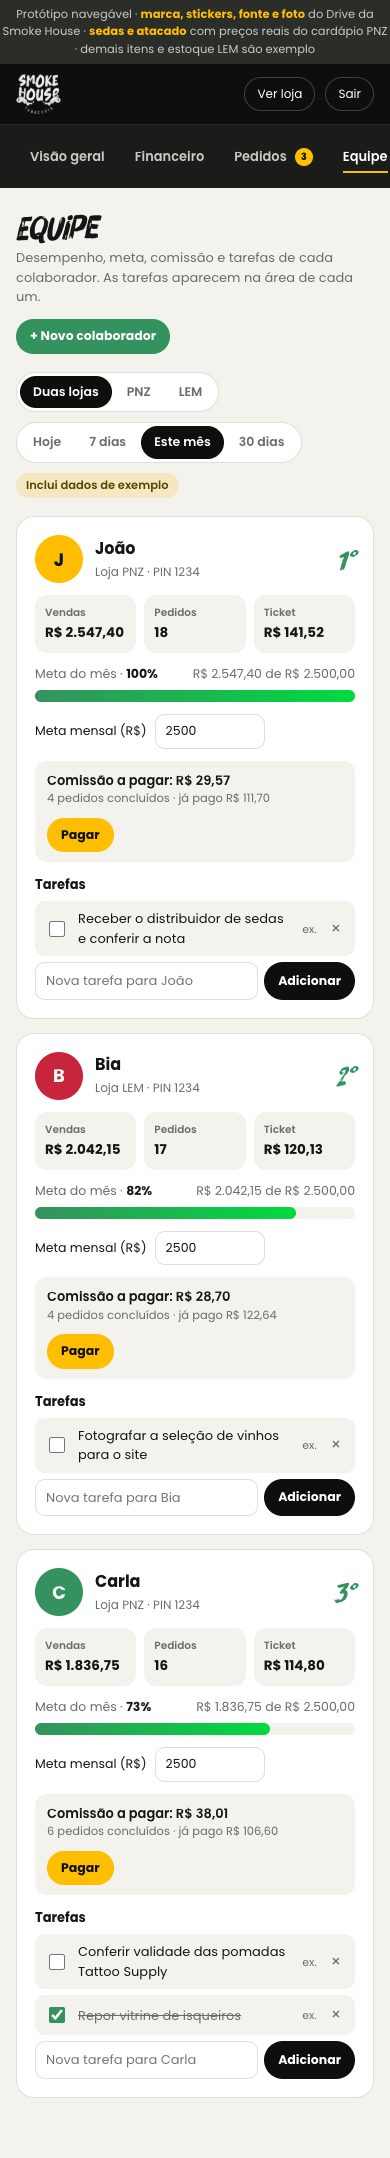 Protótipo navegável · marca, stickers, fonte e foto do Drive da
Smoke House · sedas e atacado com preços reais do cardápio PNZ
· demais itens e estoque LEM são exemplo
SMOKE
HOUSE
TABACARIA
Ver loja
Sair
Visão geral
Financeiro
Pedidos 3
Equipe
EQUIPE
Desempenho, meta, comissão e tarefas de cada
colaborador. As tarefas aparecem na área de cada
um.
+ Novo colaborador
Duas lojas
PNZ
LEM
Hoje
7 dias
Este mês
30 dias
Inclui dados de exemplo
J
João
Loja PNZ · PIN 1234
1º
Vendas
R$ 2.547,40
Pedidos
18
Ticket
R$ 141,52
Meta do mês · 100%
R$ 2.547,40 de R$ 2.500,00
Meta mensal (R$)
2500
Comissão a pagar: R$ 29,57
4 pedidos concluídos · já pago R$ 111,70
Pagar
Tarefas
Receber o distribuidor de sedas
e conferir a nota
ex.
×
Nova tarefa para João
Adicionar
B
Bia
Loja LEM · PIN 1234
2º
Vendas
R$ 2.042,15
Pedidos
17
Ticket
R$ 120,13
Meta do mês · 82%
R$ 2.042,15 de R$ 2.500,00
Meta mensal (R$)
2500
Comissão a pagar: R$ 28,70
4 pedidos concluídos · já pago R$ 122,64
Pagar
Tarefas
Fotografar a seleção de vinhos
para o site
ex.
×
Nova tarefa para Bia
Adicionar
C
Carla
Loja PNZ · PIN 1234
3º
Vendas
R$ 1.836,75
Pedidos
16
Ticket
R$ 114,80
Meta do mês · 73%
R$ 1.836,75 de R$ 2.500,00
Meta mensal (R$)
2500
Comissão a pagar: R$ 38,01
6 pedidos concluídos · já pago R$ 106,60
Pagar
Tarefas
Conferir validade das pomadas
Tattoo Supply
ex.
×
Repor vitrine de isqueiros
ex.
×
Nova tarefa para Carla
Adicionar